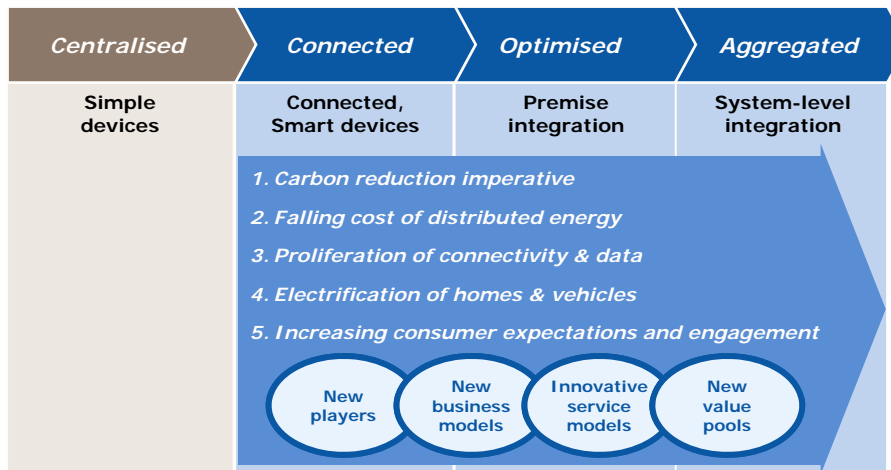 Centralised
Connected
Optimised
Aggregated
Simple
devices
Connected,
Smart devices
Premise
integration
System-level
integration
1. Carbon reduction imperative
2. Falling cost of distributed energy
3. Proliferation of connectivity & data
4. Electrification of homes & vehicles
5. Increasing consumer expectations and engagement
New
players
New
business
models
Innovative
service
models
New
value
pools